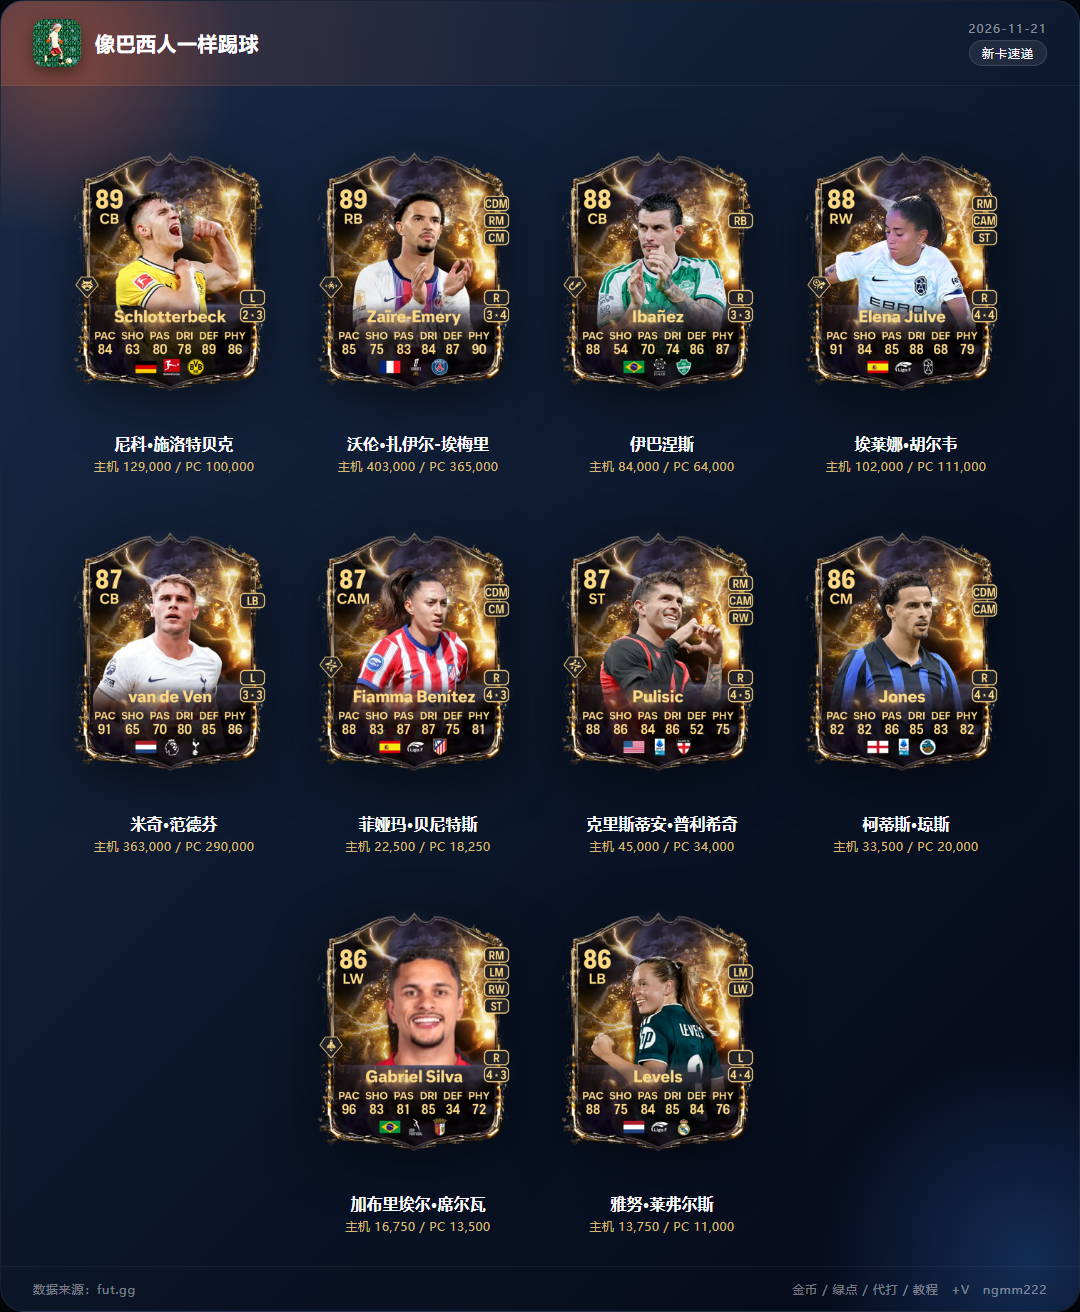 像巴西人一样踢球
2026-11-21
新卡速递
89
CB
L
2·3
Schlotterbeck
PAC SHO PAS DRI DEF PHY
84 63 80 78 89 86
尼科•施洛特贝克
主机 129,000 / PC 100,000
89
RB
CDM
RM
CM
R
3·4
Zaïre-Emery
PAC SHO PAS DRI DEF PHY
85 75 83 84 87 90
沃伦•扎伊尔-埃梅里
主机 403,000 / PC 365,000
88
CB
RB
R
3·3
Ibañez
PAC SHO PAS DRI DEF PHY
88 54 70 74 86 87
伊巴涅斯
主机 84,000 / PC 64,000
88
RW
RM
CAM
ST
R
4·4
Elena Julve
PAC SHO PAS DRI DEF PHY
91 84 85 88 68 79
埃莱娜•胡尔韦
主机 102,000 / PC 111,000
87
CB
LB
L
3·3
van de Ven
PAC SHO PAS DRI DEF PHY
91 65 70 80 85 86
米奇•范德芬
主机 363,000 / PC 290,000
87
CAM
CDM
CM
R
4·3
Fiamma Benítez
PAC SHO PAS DRI DEF PHY
88 83 87 87 75 81
菲娅玛•贝尼特斯
主机 22,500 / PC 18,250
87
ST
RM
CAM
RW
R
4·5
Pulisic
PAC SHO PAS DRI DEF PHY
88 86 84 86 52 75
克里斯蒂安•普利希奇
主机 45,000 / PC 34,000
86
CM
CDM
CAM
R
4·4
Jones
PAC SHO PAS DRI DEF PHY
82 82 86 85 83 82
柯蒂斯•琼斯
主机 33,500 / PC 20,000
86
LW
RM
LM
RW
ST
R
4·3
Gabriel Silva
PAC SHO PAS DRI DEF PHY
96 83 81 85 34 72
加布里埃尔•席尔瓦
主机 16,750 / PC 13,500
86
LB
LM
LW
L
4·4
LEVELS
Levels
PAC SHO PAS DRI DEF PHY
88 75 84 85 84 76
雅努•莱弗尔斯
主机 13,750 / PC 11,000
数据来源：fut.gg
金币 / 绿点 / 代打 / 教程 +V ngmm222